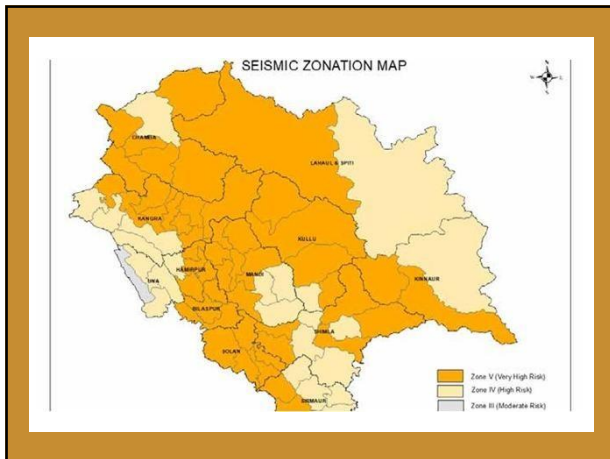 SEISMIC ZONATION MAP
N
CHAMBA
LAHAUL & SPITI
KANGRA
KULLU
HAMIRPUR
MANDI
KINNAUR
UNA
BILASPUR
SHIMLA
SOLAN
SIRMAUR
Zone V (Very High Risk)
Zone IV (High Risk)
Zone III (Moderate Risk)